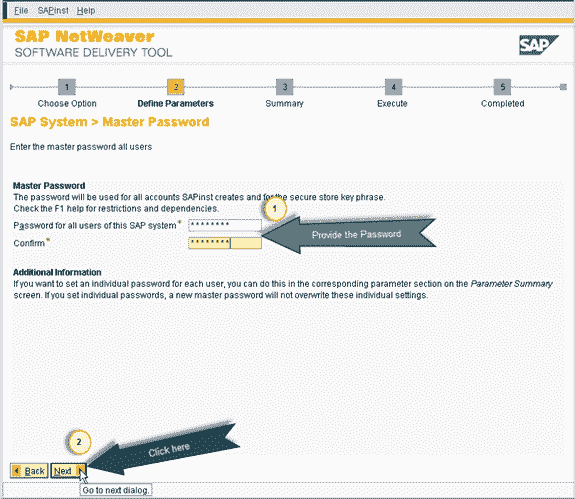 File SAPinst Help
SAP NetWeaver
SOFTWARE DELIVERY TOOL
SAP
1 2 3 4 5
Choose Option Define Parameters Summary Execute Completed
SAP System > Master Password
Enter the master password all users
Master Password
The password will be used for all accounts SAPinst creates and for the secure store key phrase.
Check the F1 help for restrictions and dependencies.
1
Password for all users of this SAP system * ********
Provide the Password
Confirm * ********
Additional Information
If you want to set an individual password for each user, you can do this in the corresponding parameter section on the Parameter Summary
screen. If you set individual passwords, a new master password will not overwrite these individual settings.
2
Click here
Back Next
Go to next dialog.